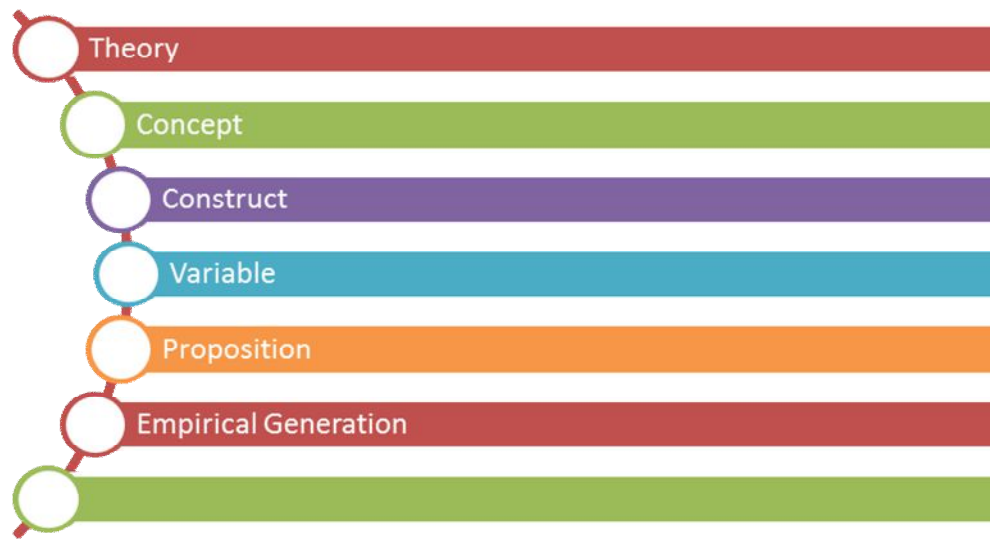 Theory
Concept
Construct
Variable
Proposition
Empirical Generation